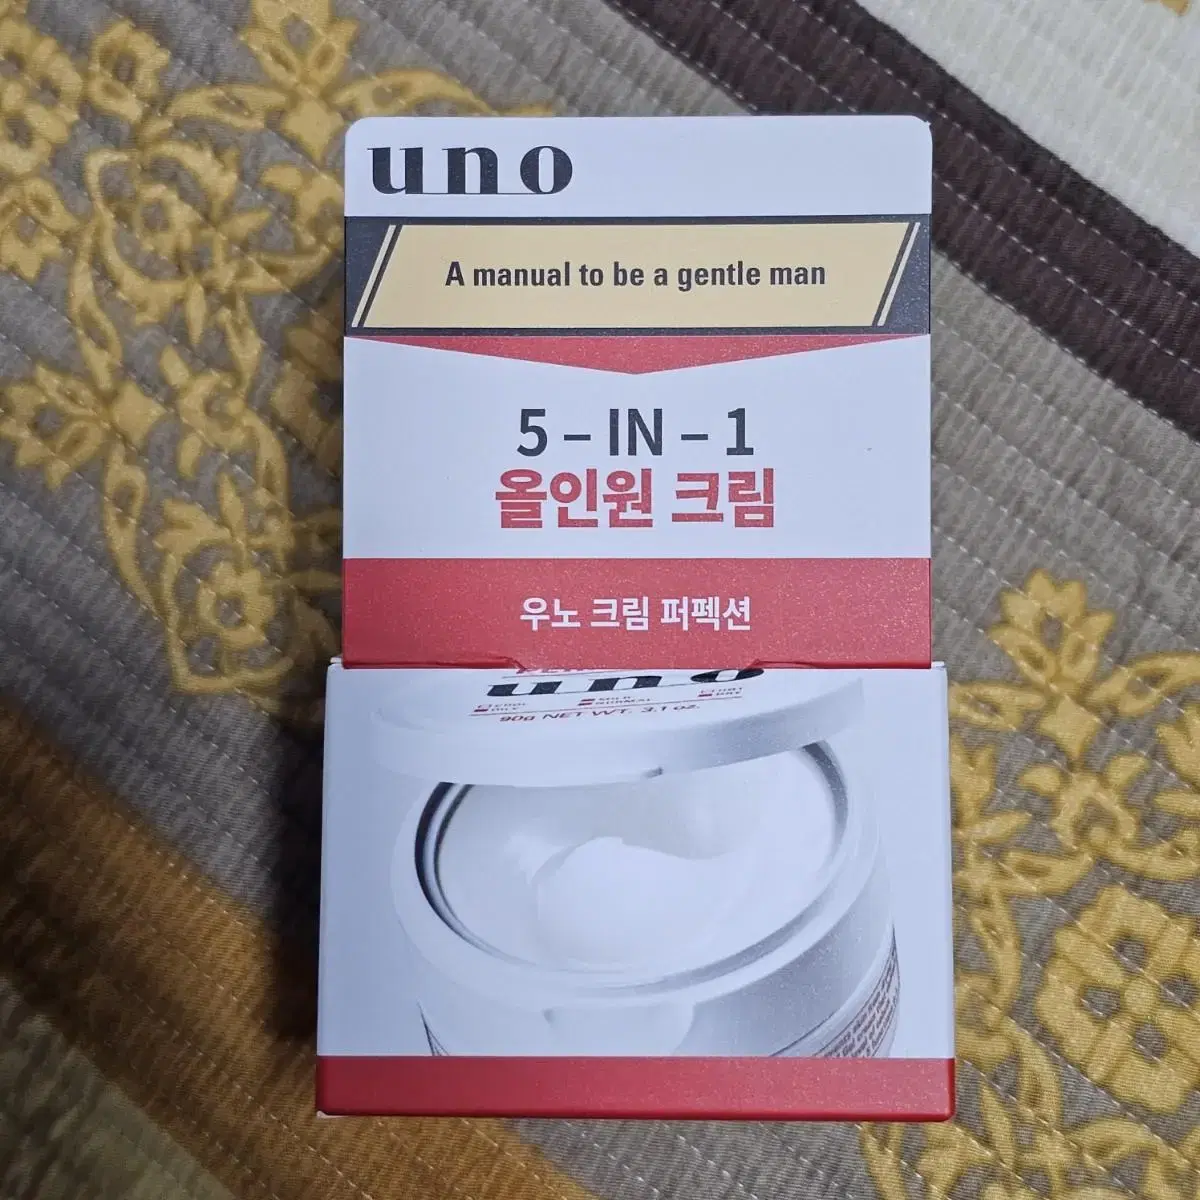 uno
A manual to be a gentle man
5 – IN – 1
올인원 크림
우노 크림 퍼펙션
uno
90g NET WT. 3.1 oz.